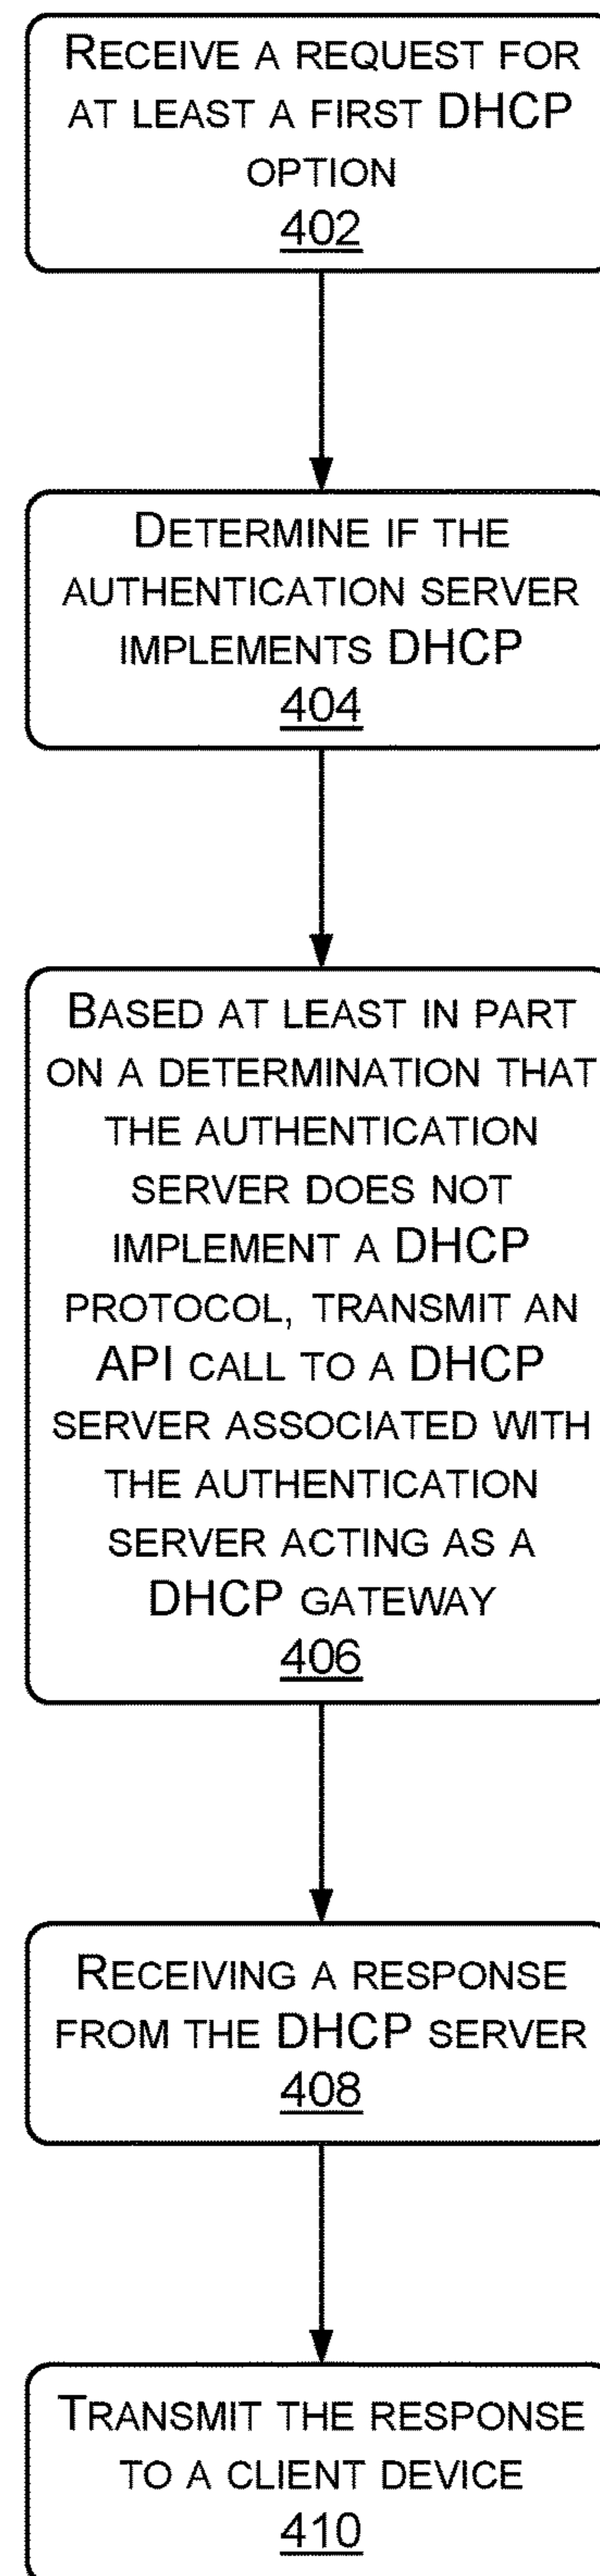 RECEIVE A REQUEST FOR
AT LEAST A FIRST DHCP
OPTION
402
DETERMINE IF THE
AUTHENTICATION SERVER
IMPLEMENTS DHCP
404
BASED AT LEAST IN PART
ON A DETERMINATION THAT
THE AUTHENTICATION
SERVER DOES NOT
IMPLEMENT A DHCP
PROTOCOL, TRANSMIT AN
API CALL TO A DHCP
SERVER ASSOCIATED WITH
THE AUTHENTICATION
SERVER ACTING AS A
DHCP GATEWAY
406
RECEIVING A RESPONSE
FROM THE DHCP SERVER
408
TRANSMIT THE RESPONSE
TO A CLIENT DEVICE
410